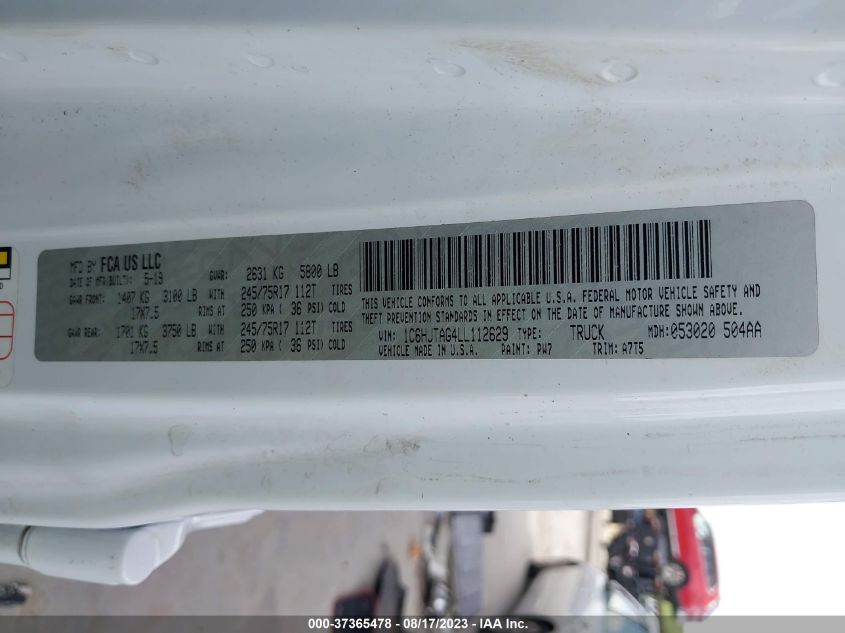 MFD BY FCA US LLC
DATE OF MFR/BUILT: 5-19 GVWR: 2631 KG 5800 LB
GAWR FRONT: 1407 KG 3100 LB WITH 245/75R17 112T TIRES
17X7.5 RIMS AT 250 KPA ( 36 PSI) COLD
GAWR REAR: 1701 KG 3750 LB WITH 245/75R17 112T TIRES
17X7.5 RIMS AT 250 KPA ( 36 PSI) COLD
THIS VEHICLE CONFORMS TO ALL APPLICABLE U.S.A. FEDERAL MOTOR VEHICLE SAFETY AND
THEFT PREVENTION STANDARDS IN EFFECT ON THE DATE OF MANUFACTURE SHOWN ABOVE.
VIN: 1C6HJTAG4LL112629 TYPE: TRUCK MDH: 053020 504AA
VEHICLE MADE IN U.S.A. PAINT: PW7 TRIM: A7T5
000-37365478 - 08/17/2023 - IAA Inc.